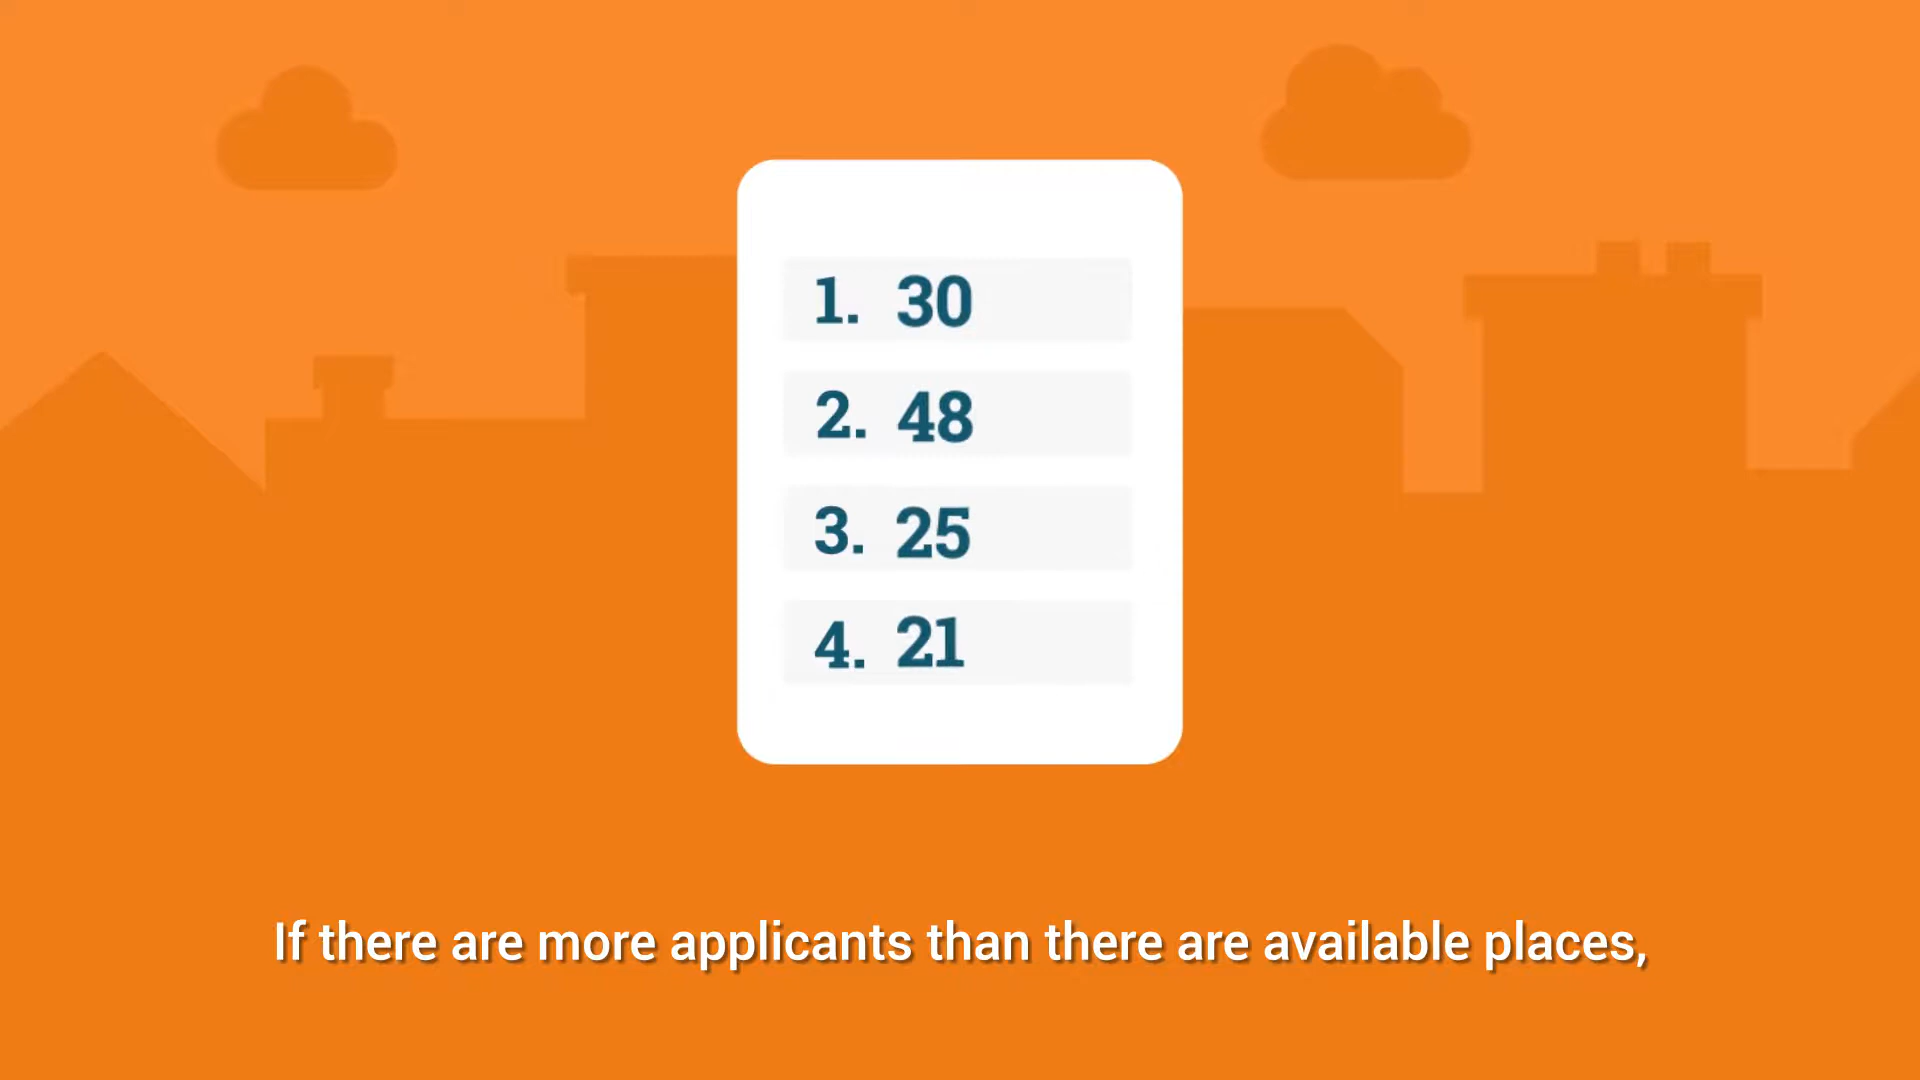 1. 30
2. 48
3. 25
4. 21
If there are more applicants than there are available places,